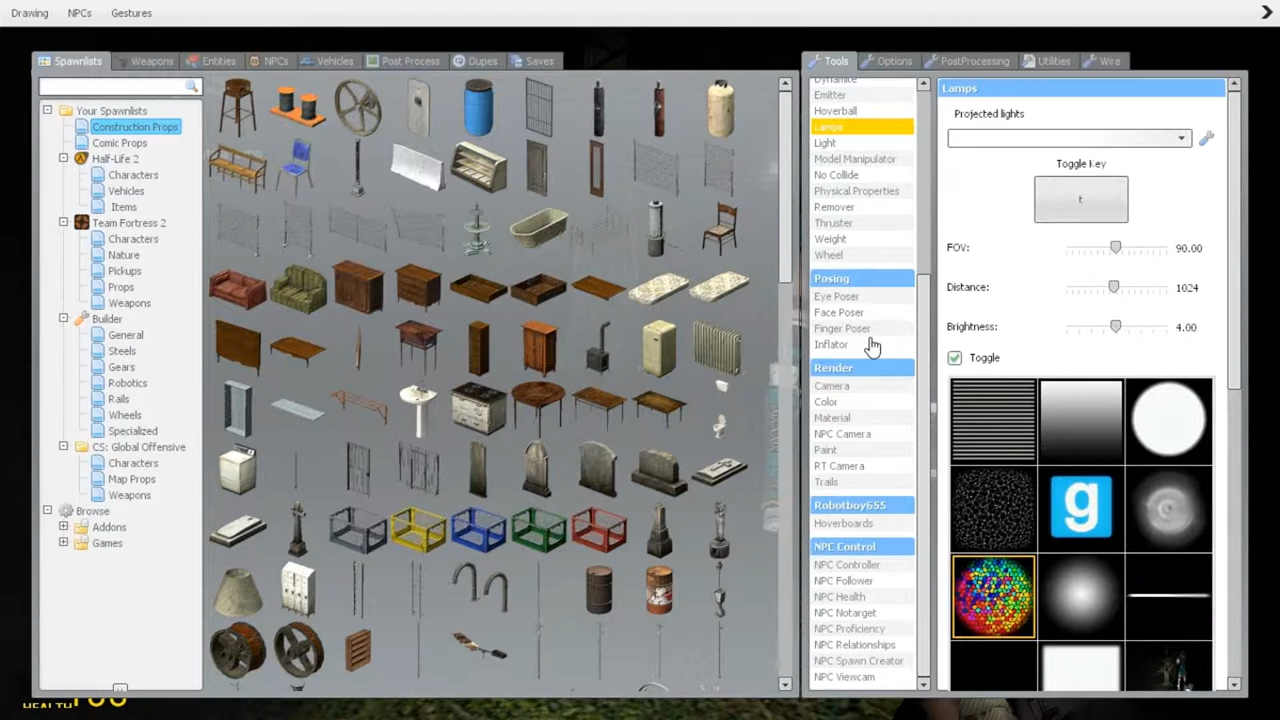 Drawing NPCs Gestures
Spawnlists Weapons Entities NPCs Vehicles Post Process Dupes Saves
Your Spawnlists
Construction Props
Comic Props
Half-Life 2
Characters
Vehicles
Items
Team Fortress 2
Characters
Nature
Pickups
Props
Weapons
Builder
General
Steels
Gears
Robotics
Rails
Wheels
Specialized
CS: Global Offensive
Characters
Map Props
Weapons
Browse
Addons
Games
Tools Options PostProcessing Utilities Wire
Dynamite
Emitter
Hoverball
Lamps
Light
Model Manipulator
No Collide
Physical Properties
Remover
Thruster
Weight
Wheel
Posing
Eye Poser
Face Poser
Finger Poser
Inflator
Render
Camera
Color
Material
NPC Camera
Paint
RT Camera
Trails
Robotboy655
Hoverboards
NPC Control
NPC Controller
NPC Follower
NPC Health
NPC Notarget
NPC Proficiency
NPC Relationships
NPC Spawn Creator
NPC Viewcam
Lamps
Projected lights
Toggle Key
t
FOV: 90.00
Distance: 1024
Brightness: 4.00
Toggle
g
HEALTH